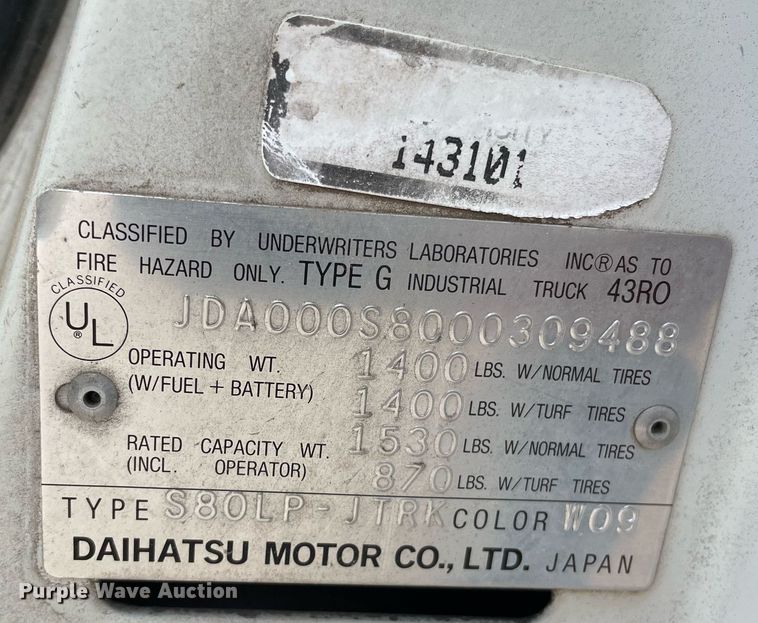 143101
CLASSIFIED BY UNDERWRITERS LABORATORIES INC®AS TO
FIRE HAZARD ONLY. TYPE G INDUSTRIAL TRUCK 43RO
CLASSIFIED
UL
JDA000S8000309488
OPERATING WT. 1400 LBS. W/NORMAL TIRES
(W/FUEL + BATTERY) 1400 LBS. W/TURF TIRES
RATED CAPACITY WT. 1530 LBS. W/NORMAL TIRES
(INCL. OPERATOR) 870 LBS. W/TURF TIRES
TYPE S80LP-JTRK COLOR W09
DAIHATSU MOTOR CO., LTD. JAPAN
Purple Wave Auction